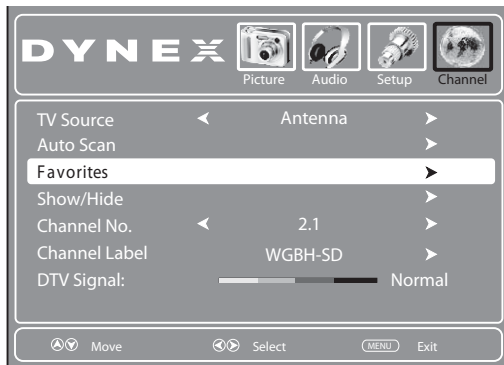 DYNEX
Picture Audio Setup Channel
TV Source Antenna
Auto Scan
Favorites
Show/Hide
Channel No. 2.1
Channel Label WGBH-SD
DTV Signal: Normal
Move Select MENU Exit